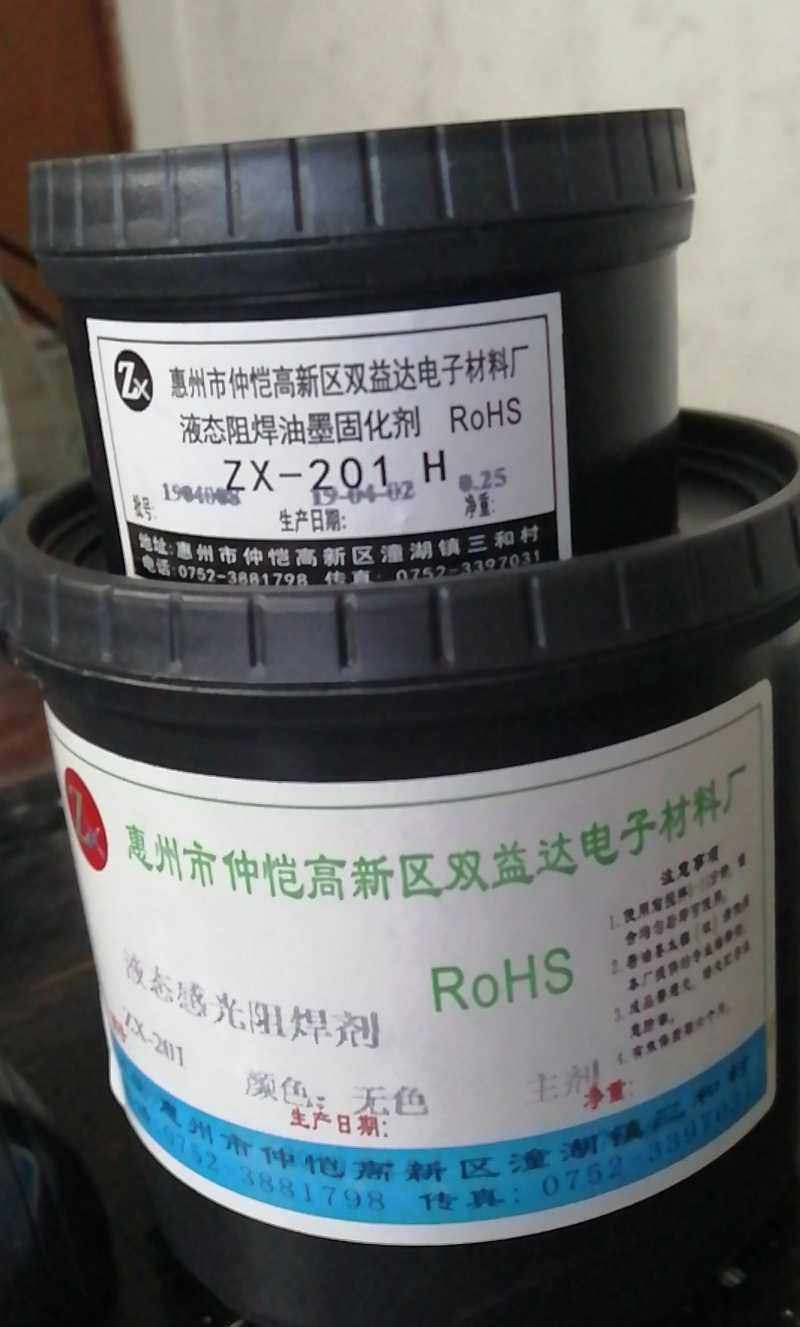 ZX
惠州市仲恺高新区双益达电子材料厂
液态阻焊油墨固化剂 RoHS
ZX-201 H
批号: 1904008 生产日期: 19-04-02 净重: 0.25
地址:惠州市仲恺高新区潼湖镇三和村
电话:0752-3881798 传真: 0752-3397031
ZX
惠州市仲恺高新区双益达电子材料厂
液态感光阻焊剂 RoHS
ZX-201
颜色: 无色 主剂
生产日期: 净重:
注意事项
惠州市仲恺高新区潼湖镇三和村
0752-3881798 传真: 0752-33970